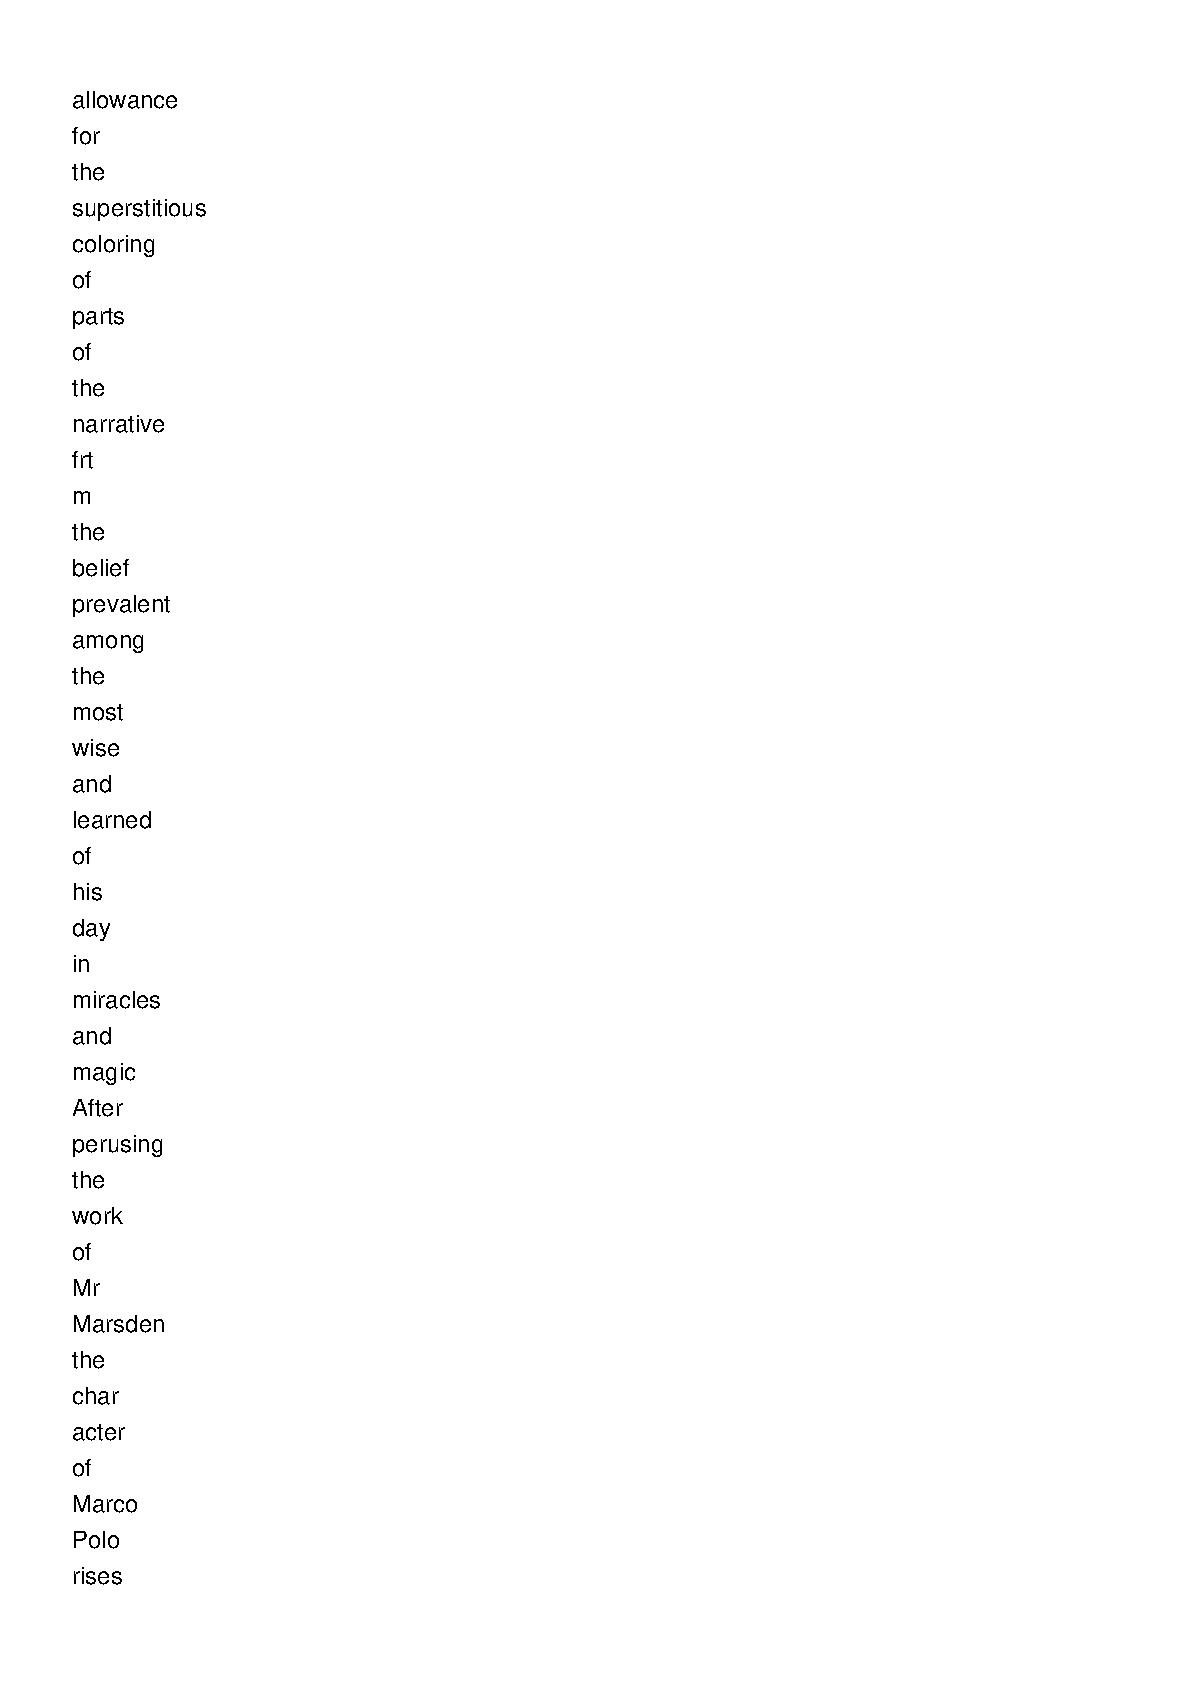 allowance
for
the
superstitious
coloring
of
parts
of
the
narrative
frt
m
the
belief
prevalent
among
the
most
wise
and
learned
of
his
day
in
miracles
and
magic
After
perusing
the
work
of
Mr
Marsden
the
char
acter
of
Marco
Polo
rises